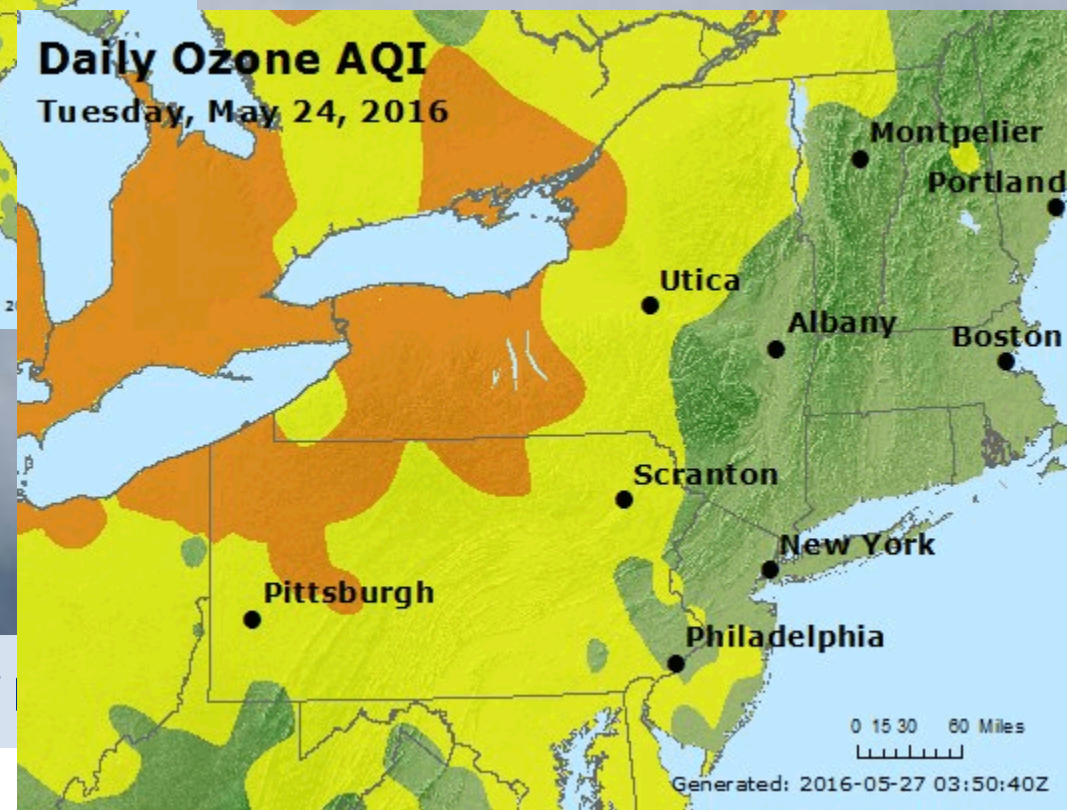 Daily Ozone AQI
Tuesday, May 24, 2016
Montpelier
Portland
Utica
Albany
Boston
Scranton
New York
Pittsburgh
Philadelphia
0 15 30 60 Miles
Generated: 2016-05-27 03:50:40Z